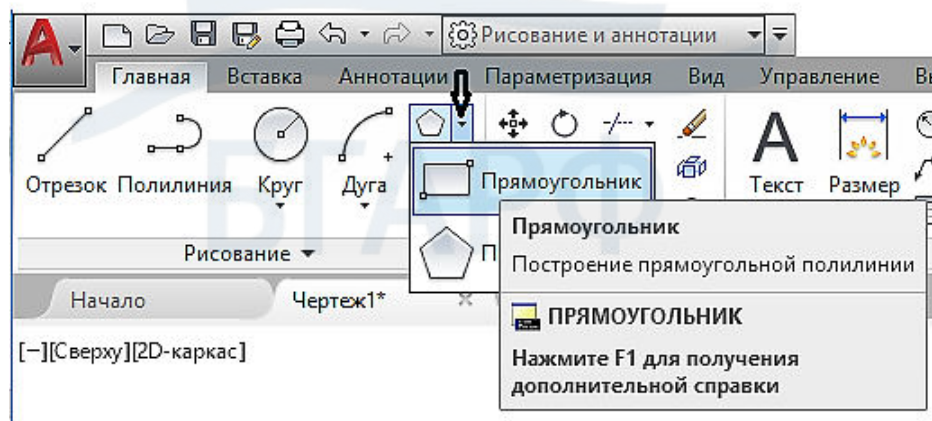 Рисование и аннотации
Главная Вставка Аннотации Параметризация Вид Управление
Отрезок Полилиния Круг Дуга Прямоугольник Текст Размер
Рисование
Прямоугольник
Построение прямоугольной полилинии
Начало Чертеж1*
ПРЯМОУГОЛЬНИК
[−][Сверху][2D-каркас]
Нажмите F1 для получения
дополнительной справки
БГАРФ